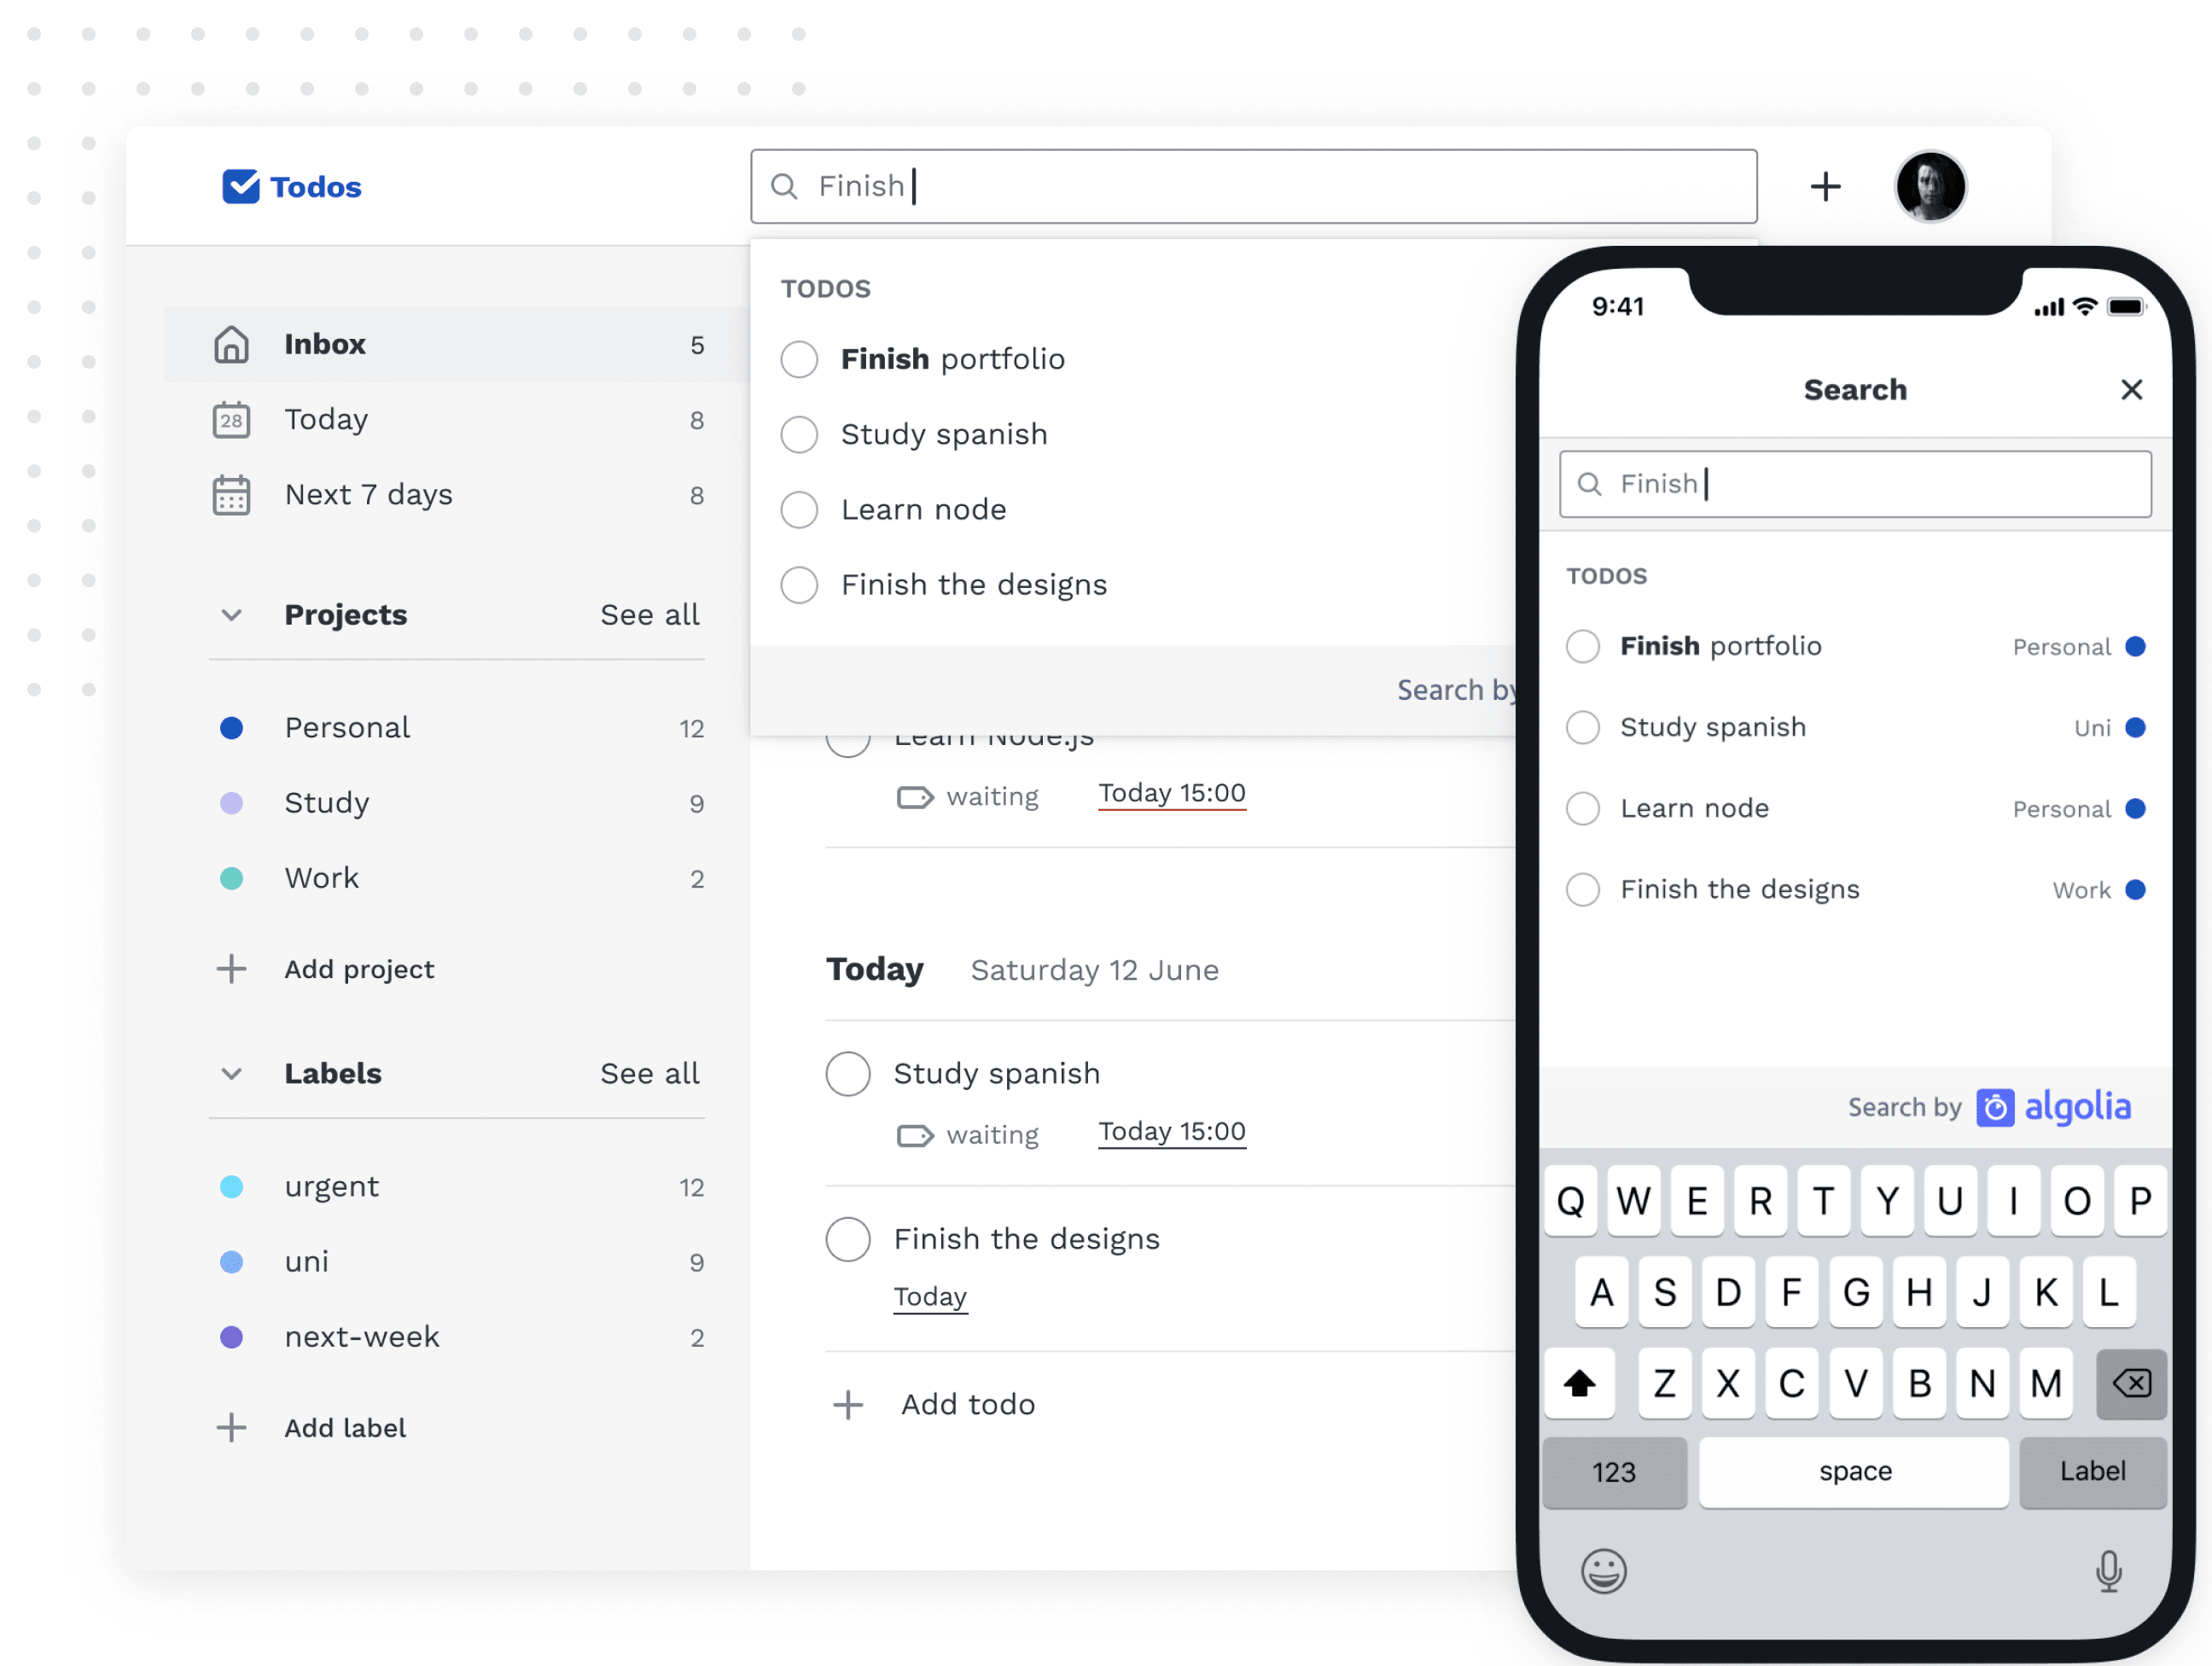 Todos
Finish
Inbox 5
28 Today 8
Next 7 days 8
Projects See all
Personal 12
Study 9
Work 2
Add project
Labels See all
urgent 12
uni 9
next-week 2
Add label
TODOS
Finish portfolio
Study spanish
Learn node
Finish the designs
Search by
Learn Node.js
waiting Today 15:00
Today Saturday 12 June
Study spanish
waiting Today 15:00
Finish the designs
Today
Add todo
9:41
Search
Finish
TODOS
Finish portfolio Personal
Study spanish Uni
Learn node Personal
Finish the designs Work
Search by algolia
Q W E R T Y U I O P
A S D F G H J K L
Z X C V B N M
123 space Label